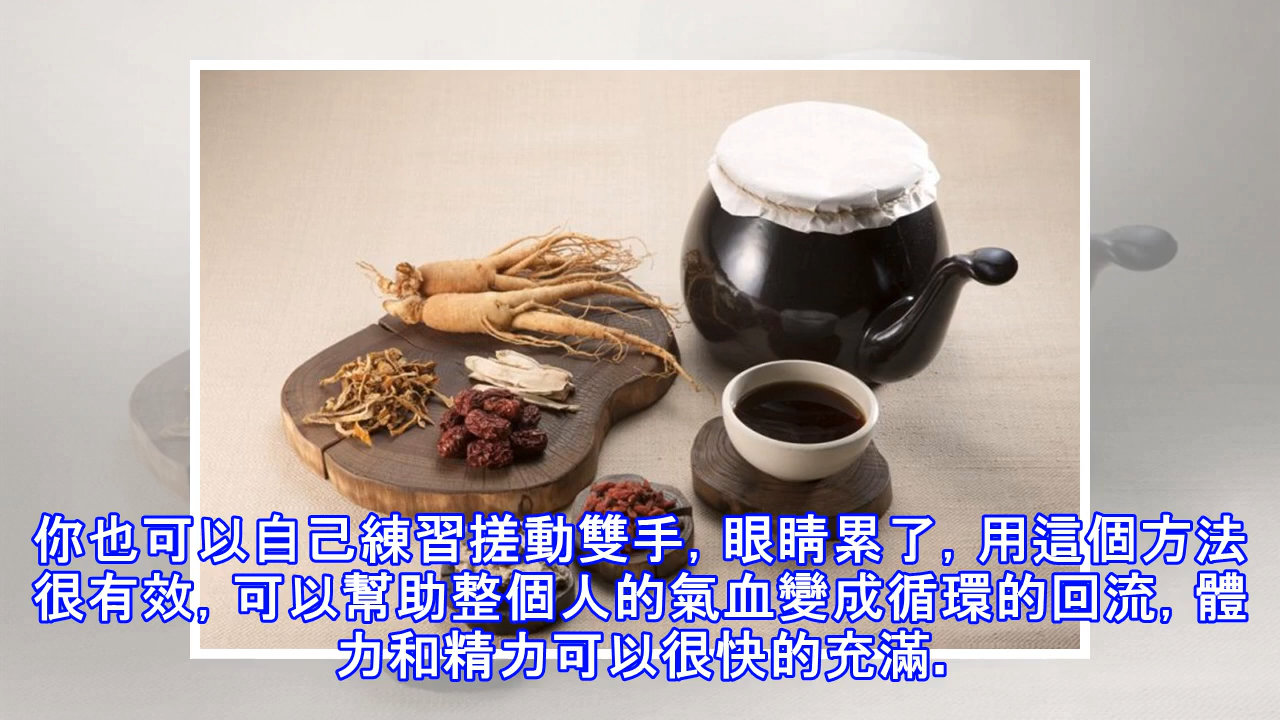 你也可以自己練習搓動雙手, 眼睛累了, 用這個方法
很有效, 可以幫助整個人的氣血變成循環的回流, 體
力和精力可以很快的充滿.